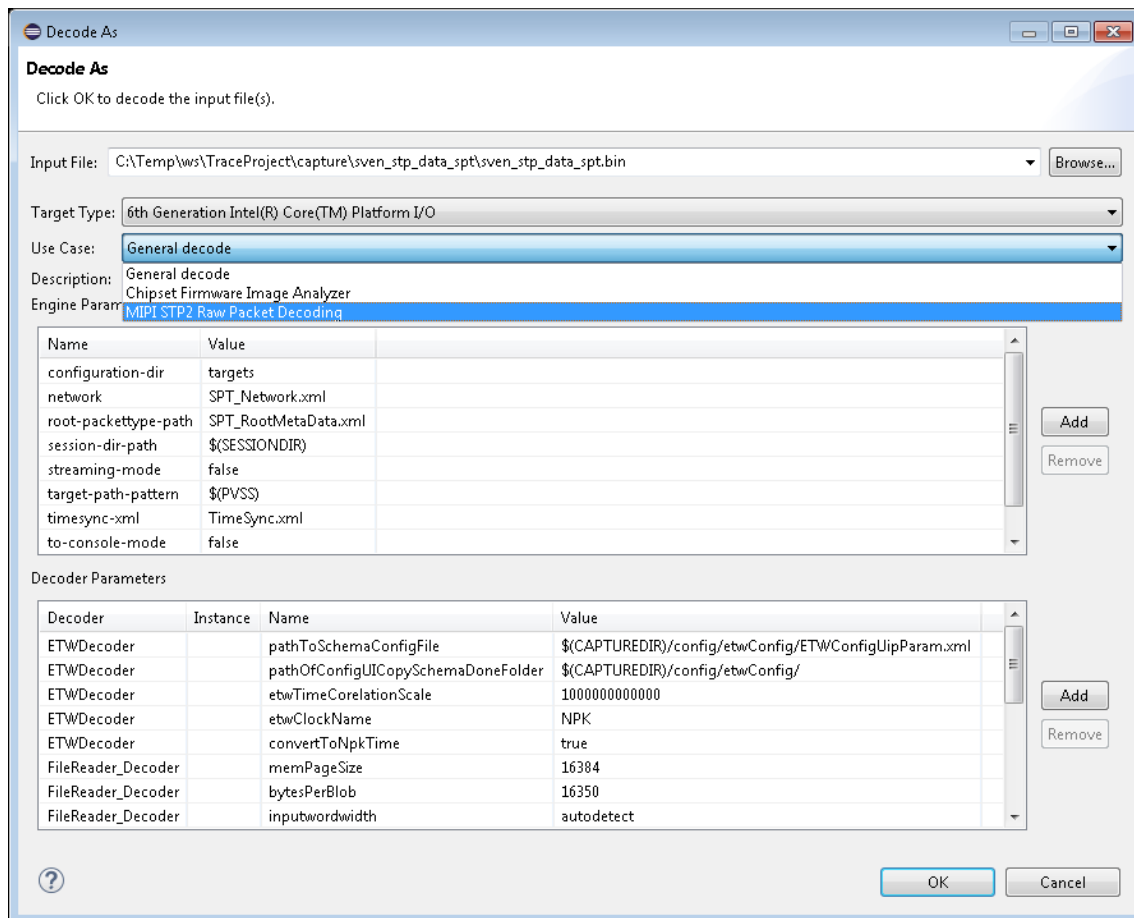 Decode As
Decode As
Click OK to decode the input file(s).
Input File: C:\Temp\ws\TraceProject\capture\sven_stp_data_spt\sven_stp_data_spt.bin Browse...
Target Type: 6th Generation Intel(R) Core(TM) Platform I/O
Use Case: General decode
Description: General decode
Chipset Firmware Image Analyzer
Engine Param MIPI STP2 Raw Packet Decoding
Name Value
configuration-dir targets
network SPT_Network.xml
root-packettype-path SPT_RootMetaData.xml
session-dir-path $(SESSIONDIR)
streaming-mode false
target-path-pattern $(PVSS)
timesync-xml TimeSync.xml
to-console-mode false
Add
Remove
Decoder Parameters
Decoder Instance Name Value
ETWDecoder pathToSchemaConfigFile $(CAPTUREDIR)/config/etwConfig/ETWConfigUipParam.xml
ETWDecoder pathOfConfigUICopySchemaDoneFolder $(CAPTUREDIR)/config/etwConfig/
ETWDecoder etwTimeCorelationScale 1000000000000
ETWDecoder etwClockName NPK
ETWDecoder convertToNpkTime true
FileReader_Decoder memPageSize 16384
FileReader_Decoder bytesPerBlob 16350
FileReader_Decoder inputwordwidth autodetect
Add
Remove
? OK Cancel